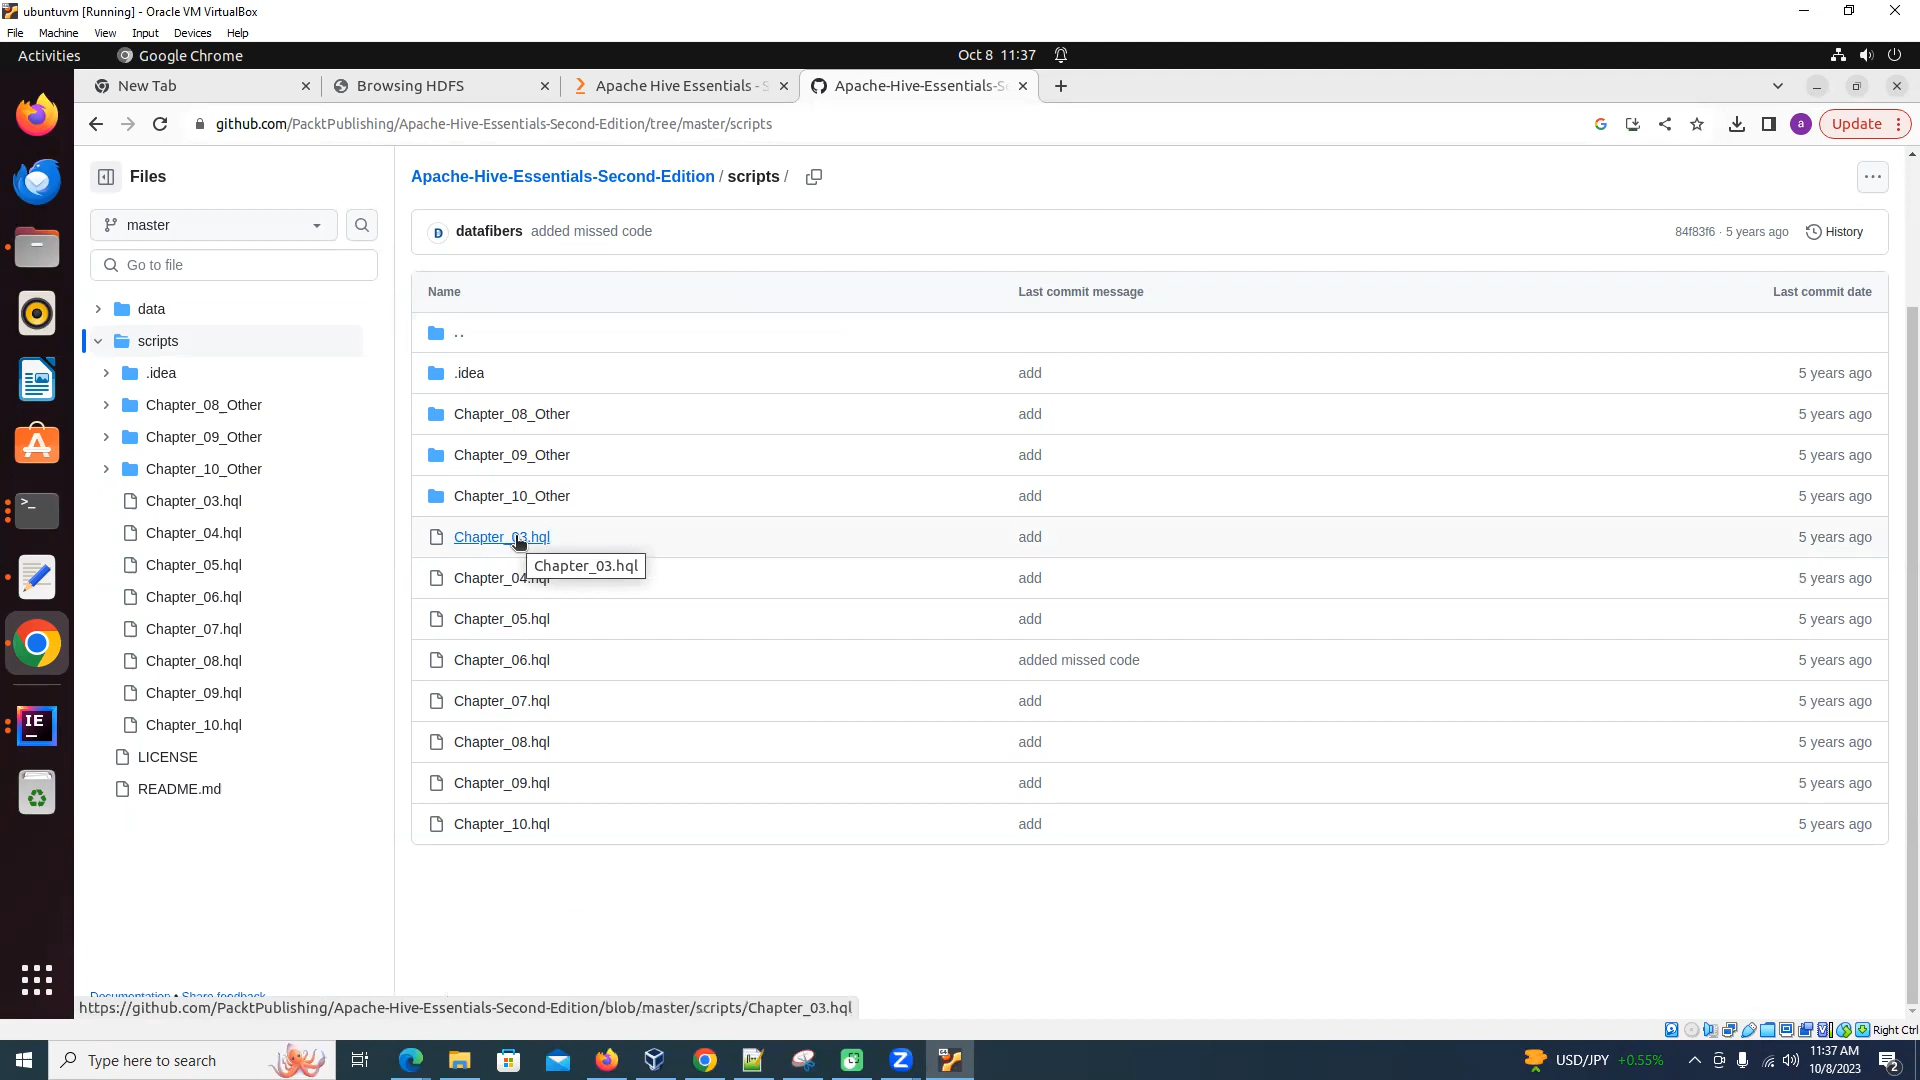 ubuntuvm [Running] - Oracle VM VirtualBox
File Machine View Input Devices Help
Activities Google Chrome Oct 8 11:37
New Tab Browsing HDFS Apache Hive Essentials - S Apache-Hive-Essentials-Se
github.com/PacktPublishing/Apache-Hive-Essentials-Second-Edition/tree/master/scripts a Update
Files
master
Go to file
data
scripts
.idea
Chapter_08_Other
Chapter_09_Other
Chapter_10_Other
Chapter_03.hql
Chapter_04.hql
Chapter_05.hql
Chapter_06.hql
Chapter_07.hql
Chapter_08.hql
Chapter_09.hql
Chapter_10.hql
LICENSE
README.md
Documentation • Share feedback
Apache-Hive-Essentials-Second-Edition / scripts /
D datafibers added missed code 84f83f6 · 5 years ago History
Name Last commit message Last commit date
..
.idea add 5 years ago
Chapter_08_Other add 5 years ago
Chapter_09_Other add 5 years ago
Chapter_10_Other add 5 years ago
Chapter_03.hql add 5 years ago
Chapter_03.hql
Chapter_04.hql add 5 years ago
Chapter_05.hql add 5 years ago
Chapter_06.hql added missed code 5 years ago
Chapter_07.hql add 5 years ago
Chapter_08.hql add 5 years ago
Chapter_09.hql add 5 years ago
Chapter_10.hql add 5 years ago
https://github.com/PacktPublishing/Apache-Hive-Essentials-Second-Edition/blob/master/scripts/Chapter_03.hql
Right Ctrl
Type here to search USD/JPY +0.55% 11:37 AM
10/8/2023 2
IE